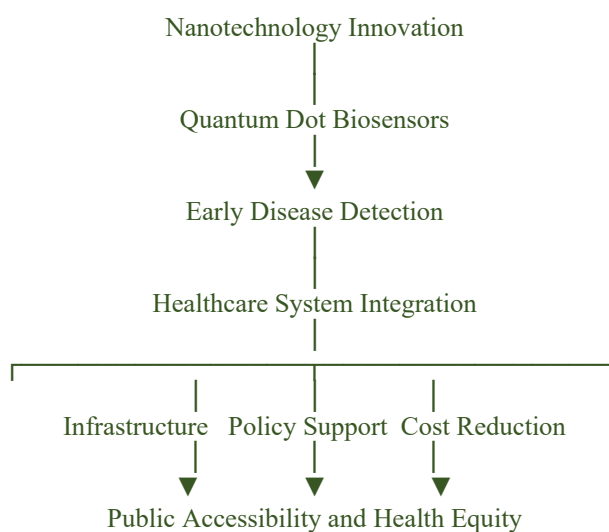 Nanotechnology Innovation
Quantum Dot Biosensors
Early Disease Detection
Healthcare System Integration
Infrastructure Policy Support Cost Reduction
Public Accessibility and Health Equity